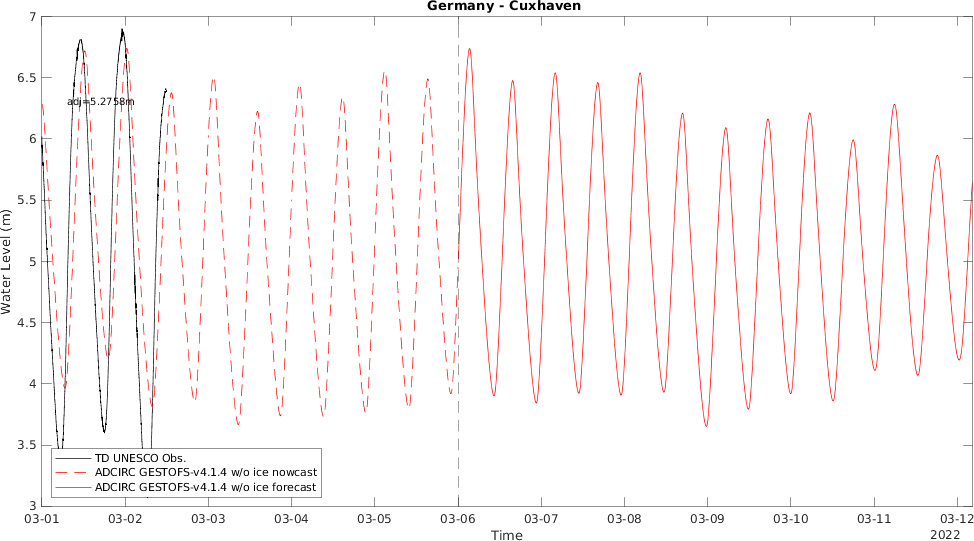 Germany - Cuxhaven
7
6.5
adj=5.2758m
6
5.5
5
4.5
4
3.5
3
Water Level (m)
TD UNESCO Obs.
ADCIRC GESTOFS-v4.1.4 w/o ice nowcast
ADCIRC GESTOFS-v4.1.4 w/o ice forecast
03-01 03-02 03-03 03-04 03-05 03-06 03-07 03-08 03-09 03-10 03-11 03-12
Time
2022